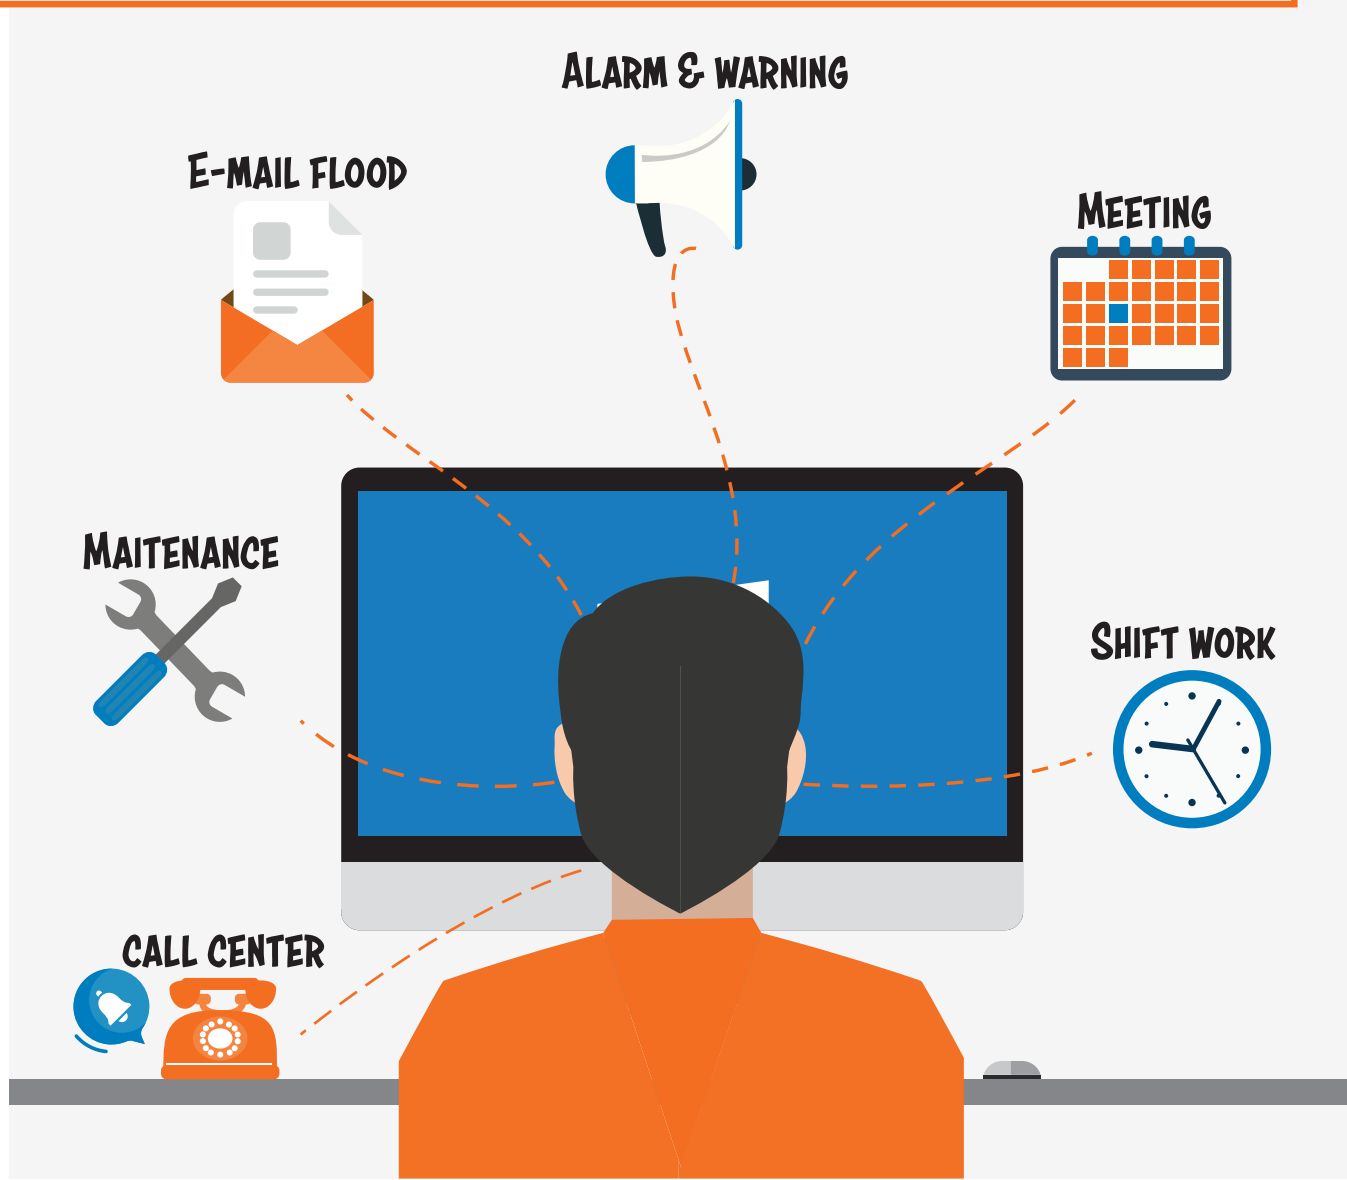 ALARM & WARNING
E-MAIL FLOOD
MEETING
MAITENANCE
SHIFT WORK
CALL CENTER